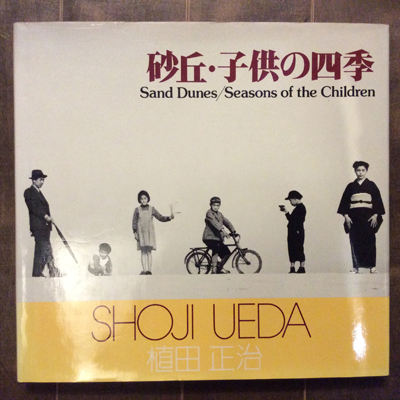 砂丘・子供の四季
Sand Dunes/Seasons of the Children
SHOJI UEDA
植田 正治